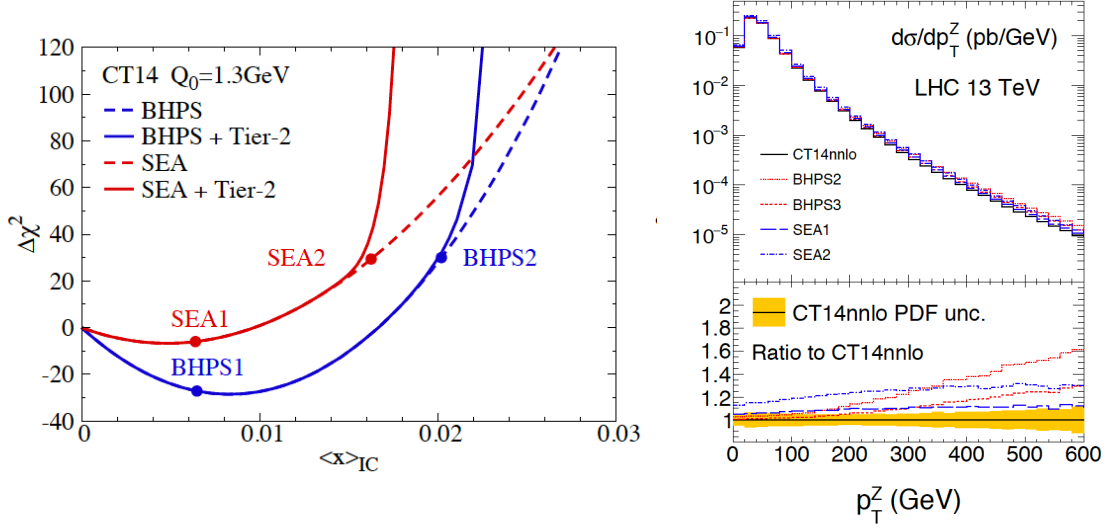 120
100
80
60
40
20
0
-20
-40
Δχ²
CT14 Q₀=1.3GeV
BHPS
BHPS + Tier-2
SEA
SEA + Tier-2
SEA2
BHPS2
SEA1
BHPS1
0
0.01
0.02
0.03
<x>IC
10⁻¹
10⁻²
10⁻³
10⁻⁴
10⁻⁵
dσ/dp_T^Z (pb/GeV)
LHC 13 TeV
CT14nnlo
BHPS2
BHPS3
SEA1
SEA2
2
1.8
1.6
1.4
1.2
1
CT14nnlo PDF unc.
Ratio to CT14nnlo
0 100 200 300 400 500 600
p_T^Z (GeV)